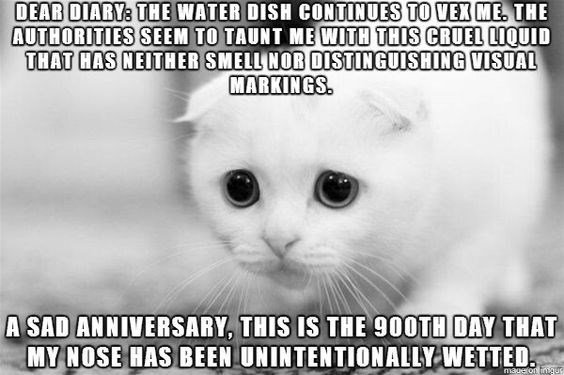 DEAR DIARY: THE WATER DISH CONTINUES TO VEX ME. THE
AUTHORITIES SEEM TO TAUNT ME WITH THIS CRUEL LIQUID
THAT HAS NEITHER SMELL NOR DISTINGUISHING VISUAL
MARKINGS.
A SAD ANNIVERSARY, THIS IS THE 900TH DAY THAT
MY NOSE HAS BEEN UNINTENTIONALLY WETTED.
made on imgur